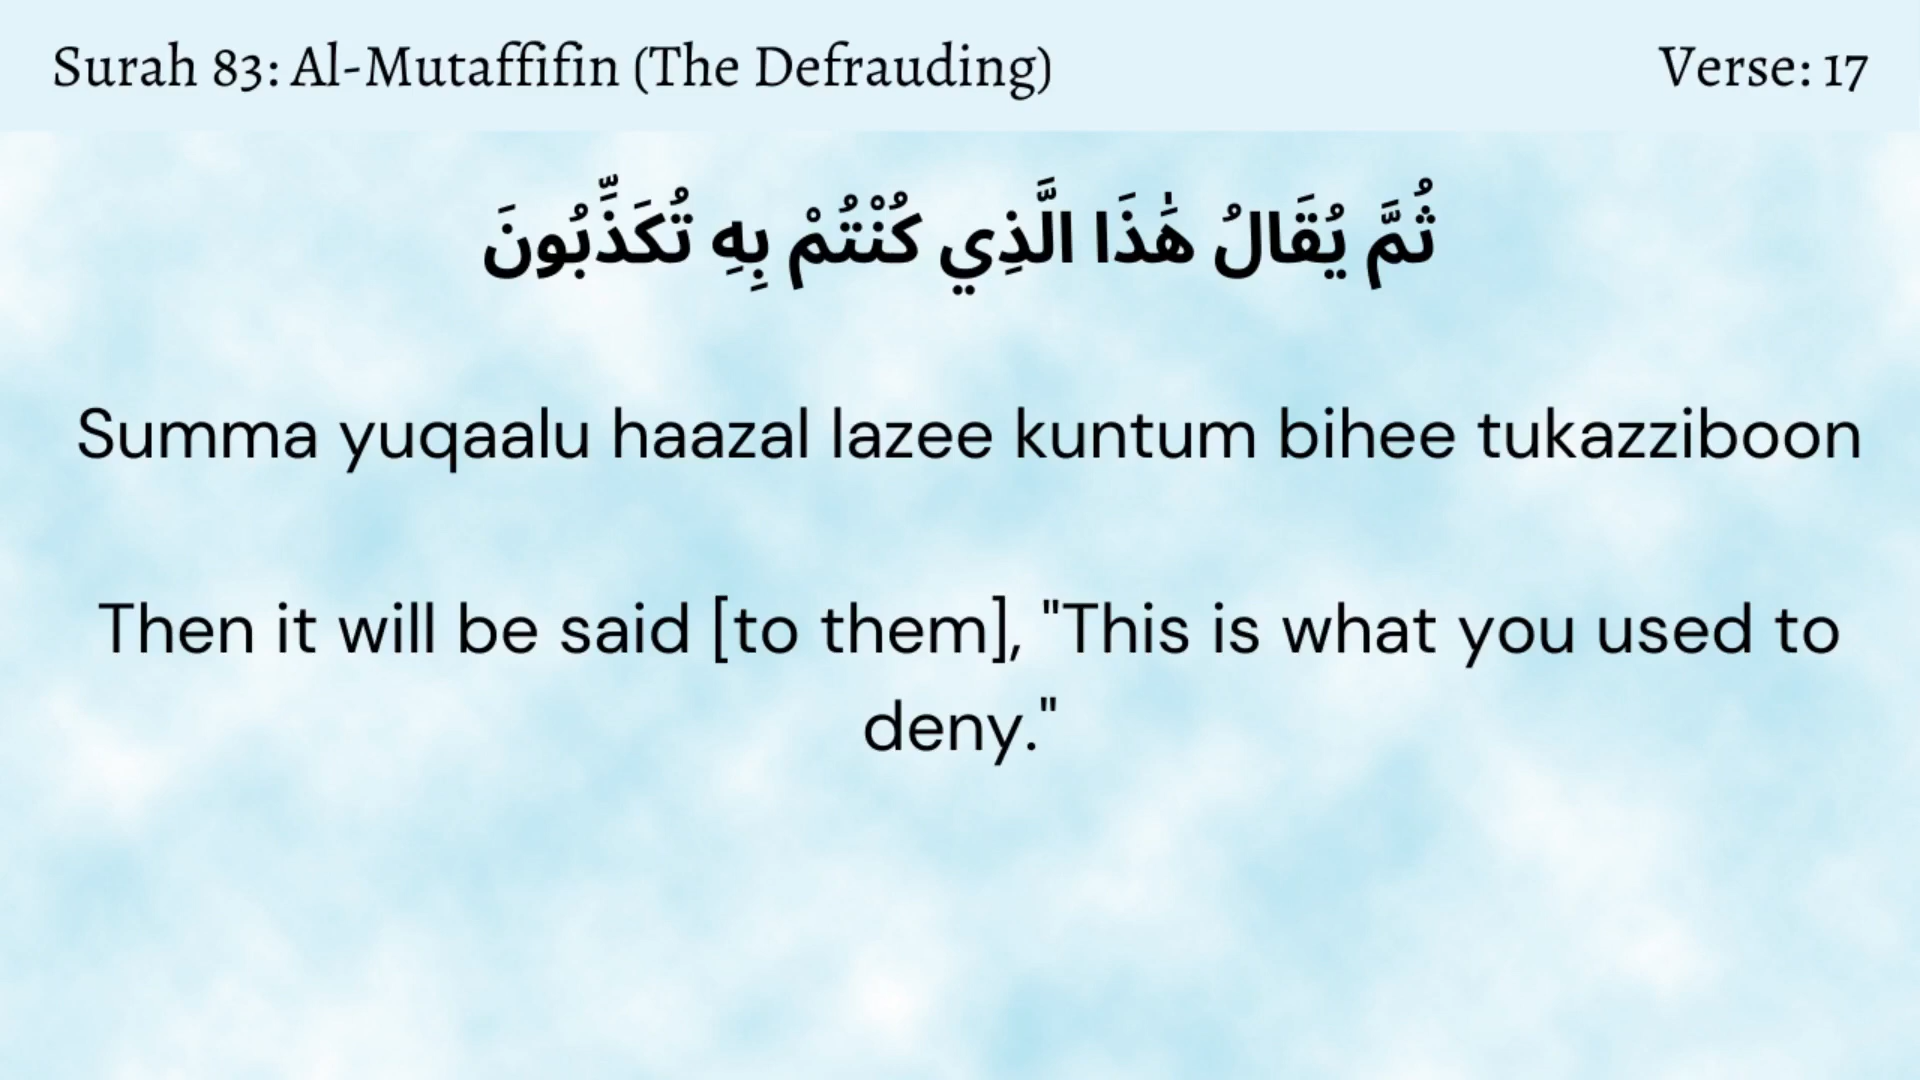 Surah 83: Al-Mutaffifin (The Defrauding)
Verse: 17
ثُمَّ يُقَالُ هَٰذَا الَّذِي كُنْتُمْ بِهِ تُكَذِّبُونَ
Summa yuqaalu haazal lazee kuntum bihee tukazziboon
Then it will be said [to them], "This is what you used to
deny."